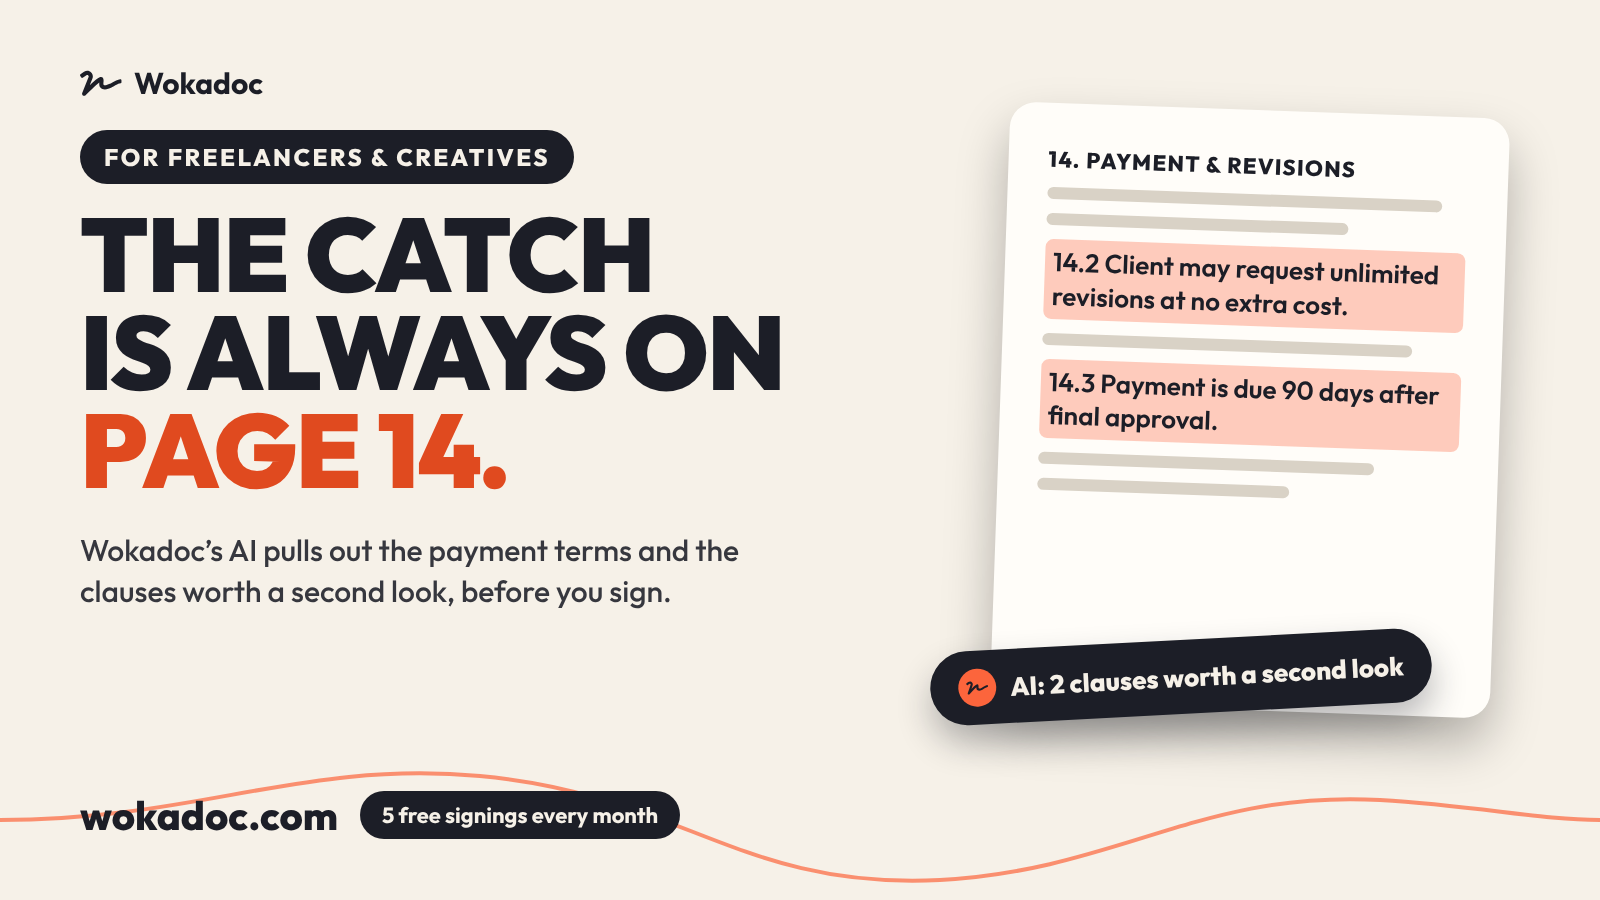 Wokadoc
FOR FREELANCERS & CREATIVES
THE CATCH
IS ALWAYS ON
PAGE 14.
Wokadoc’s AI pulls out the payment terms and the
clauses worth a second look, before you sign.
14. PAYMENT & REVISIONS
14.2 Client may request unlimited
revisions at no extra cost.
14.3 Payment is due 90 days after
final approval.
AI: 2 clauses worth a second look
wokadoc.com
5 free signings every month